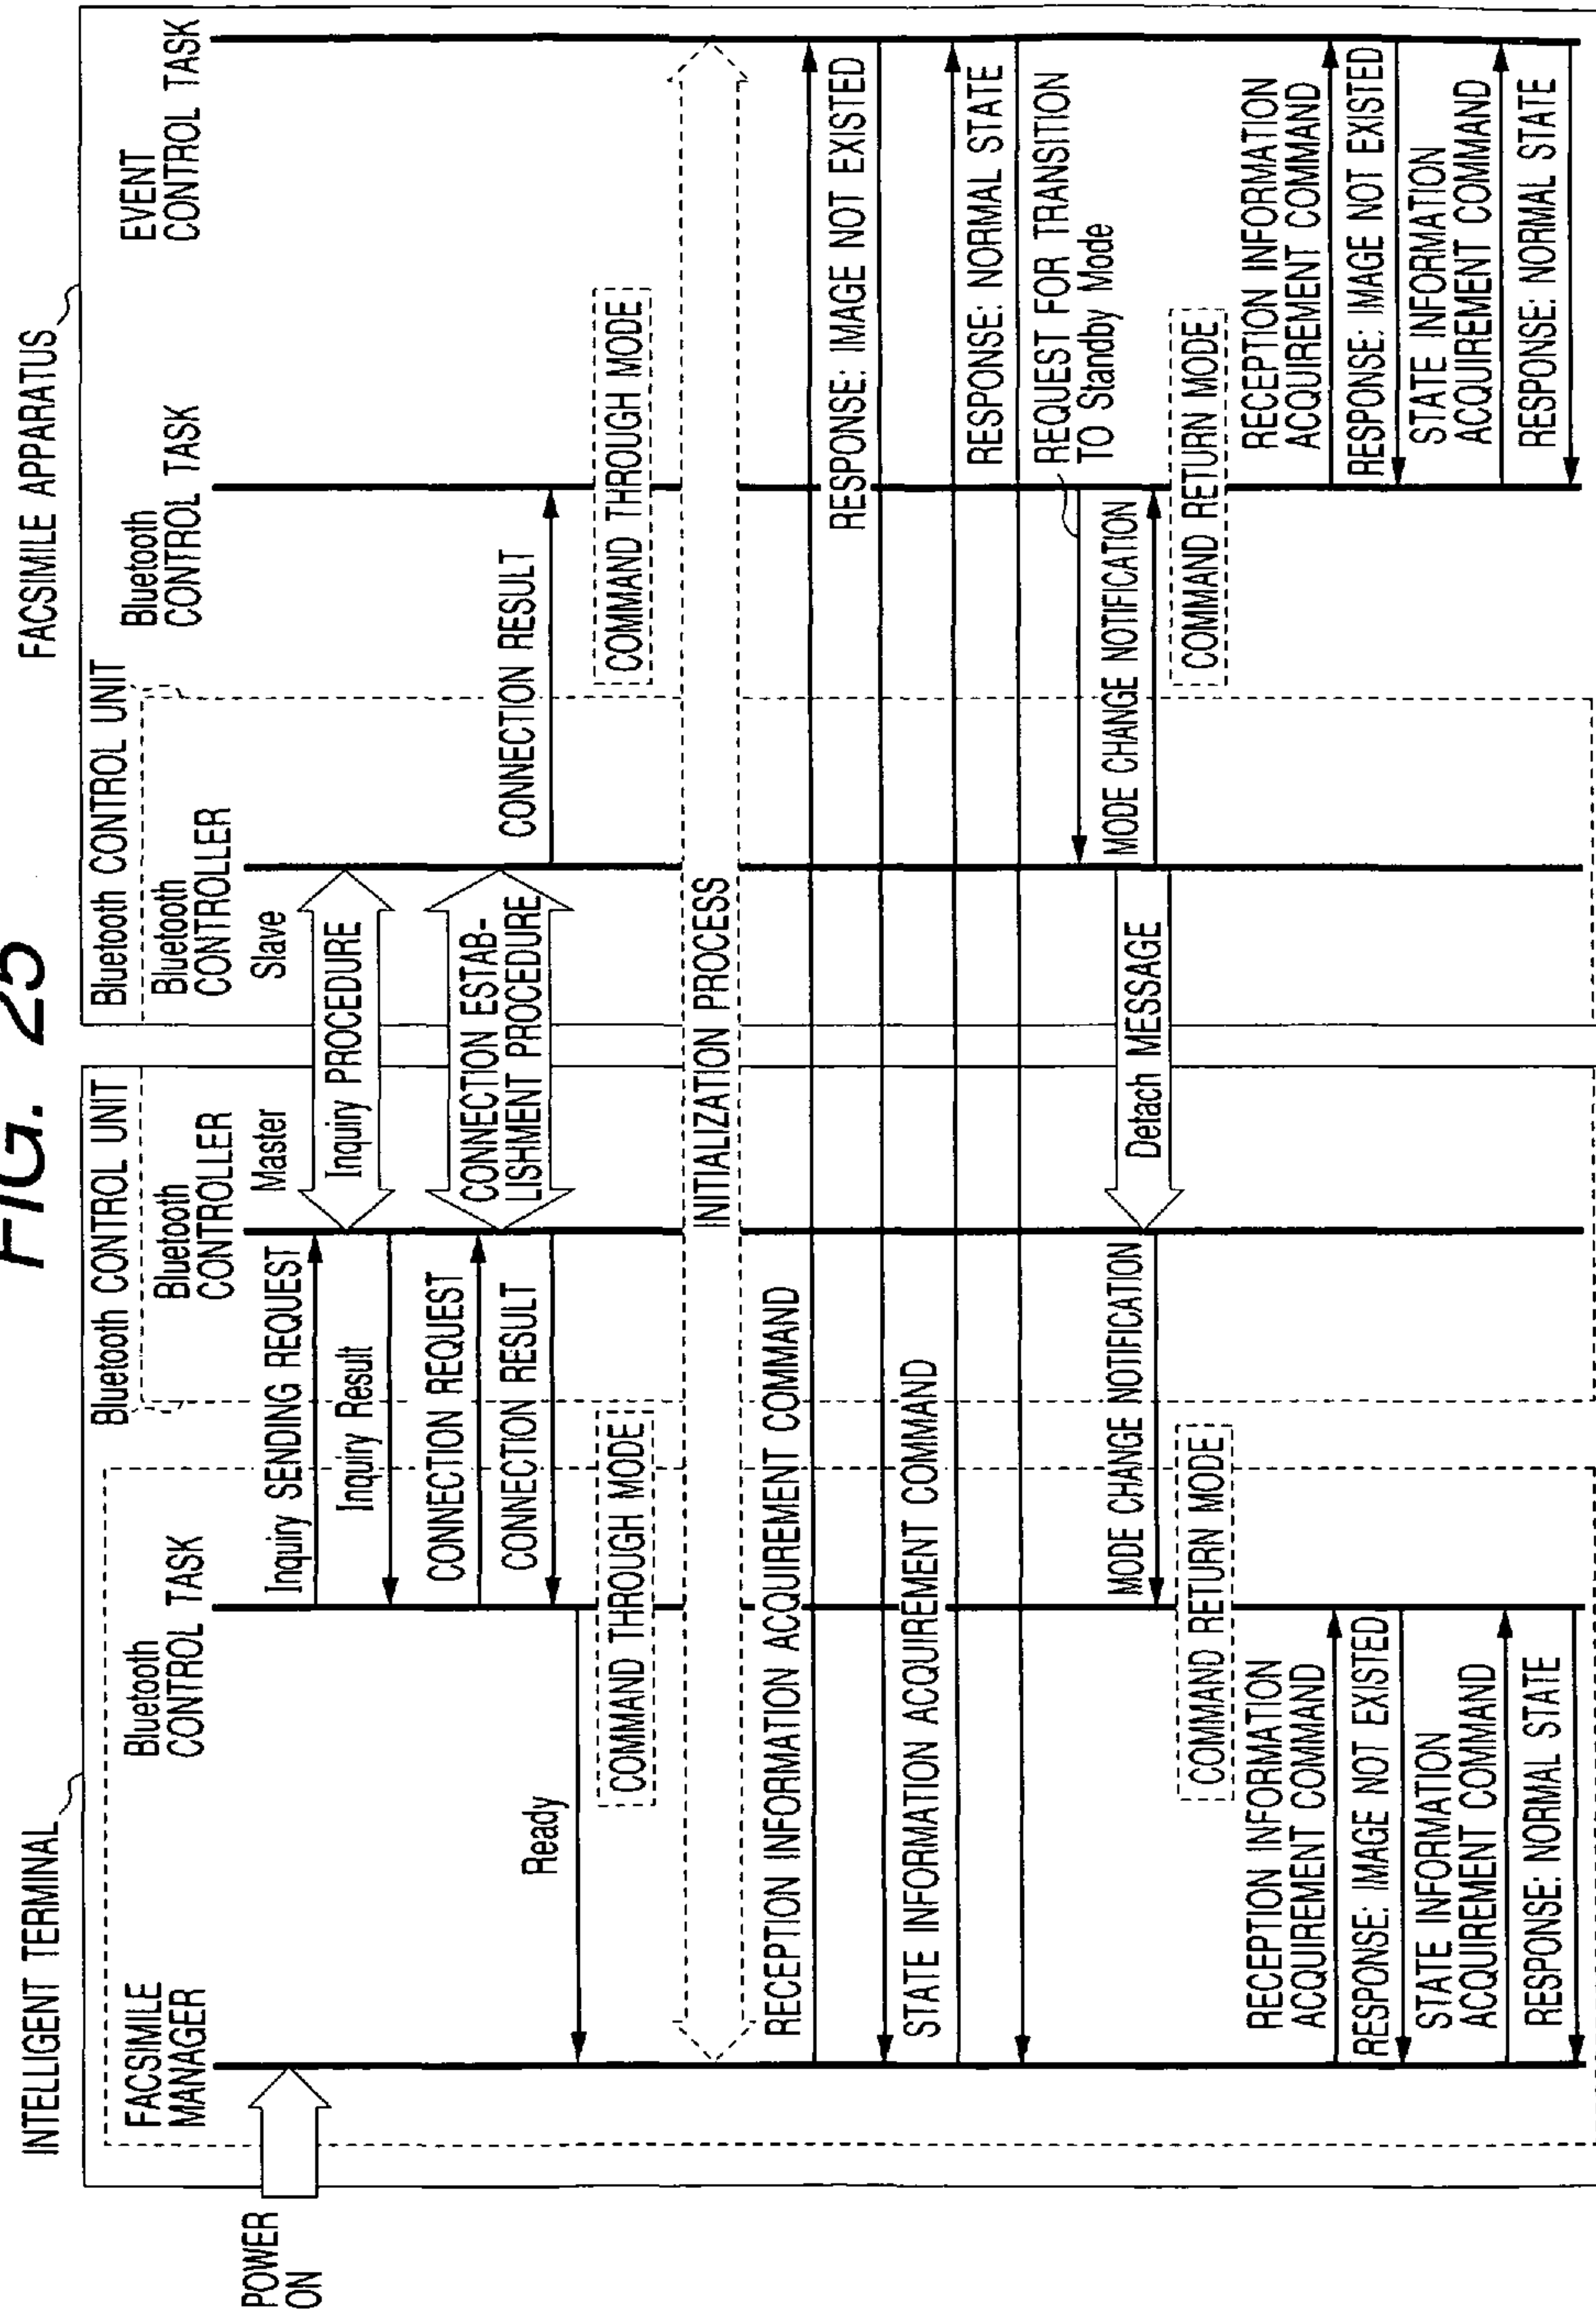 FIG. 25
INTELLIGENT TERMINAL
FACSIMILE APPARATUS
Bluetooth CONTROL UNIT
Bluetooth CONTROL UNIT
FACSIMILE
MANAGER
Bluetooth
CONTROL TASK
Bluetooth
CONTROLLER
Bluetooth
CONTROLLER
Bluetooth
CONTROL TASK
EVENT
CONTROL TASK
Master
Slave
POWER
ON
Inquiry SENDING REQUEST
Inquiry PROCEDURE
Inquiry Result
CONNECTION REQUEST
CONNECTION ESTAB-
LISHMENT PROCEDURE
CONNECTION RESULT
CONNECTION RESULT
Ready
COMMAND THROUGH MODE
COMMAND THROUGH MODE
INITIALIZATION PROCESS
RECEPTION INFORMATION ACQUIREMENT COMMAND
RESPONSE: IMAGE NOT EXISTED
STATE INFORMATION ACQUIREMENT COMMAND
RESPONSE: NORMAL STATE
REQUEST FOR TRANSITION
TO Standby Mode
MODE CHANGE NOTIFICATION
Detach MESSAGE
MODE CHANGE NOTIFICATION
COMMAND RETURN MODE
COMMAND RETURN MODE
RECEPTION INFORMATION
ACQUIREMENT COMMAND
RESPONSE: IMAGE NOT EXISTED
STATE INFORMATION
ACQUIREMENT COMMAND
RESPONSE: NORMAL STATE
RECEPTION INFORMATION
ACQUIREMENT COMMAND
RESPONSE: IMAGE NOT EXISTED
STATE INFORMATION
ACQUIREMENT COMMAND
RESPONSE: NORMAL STATE